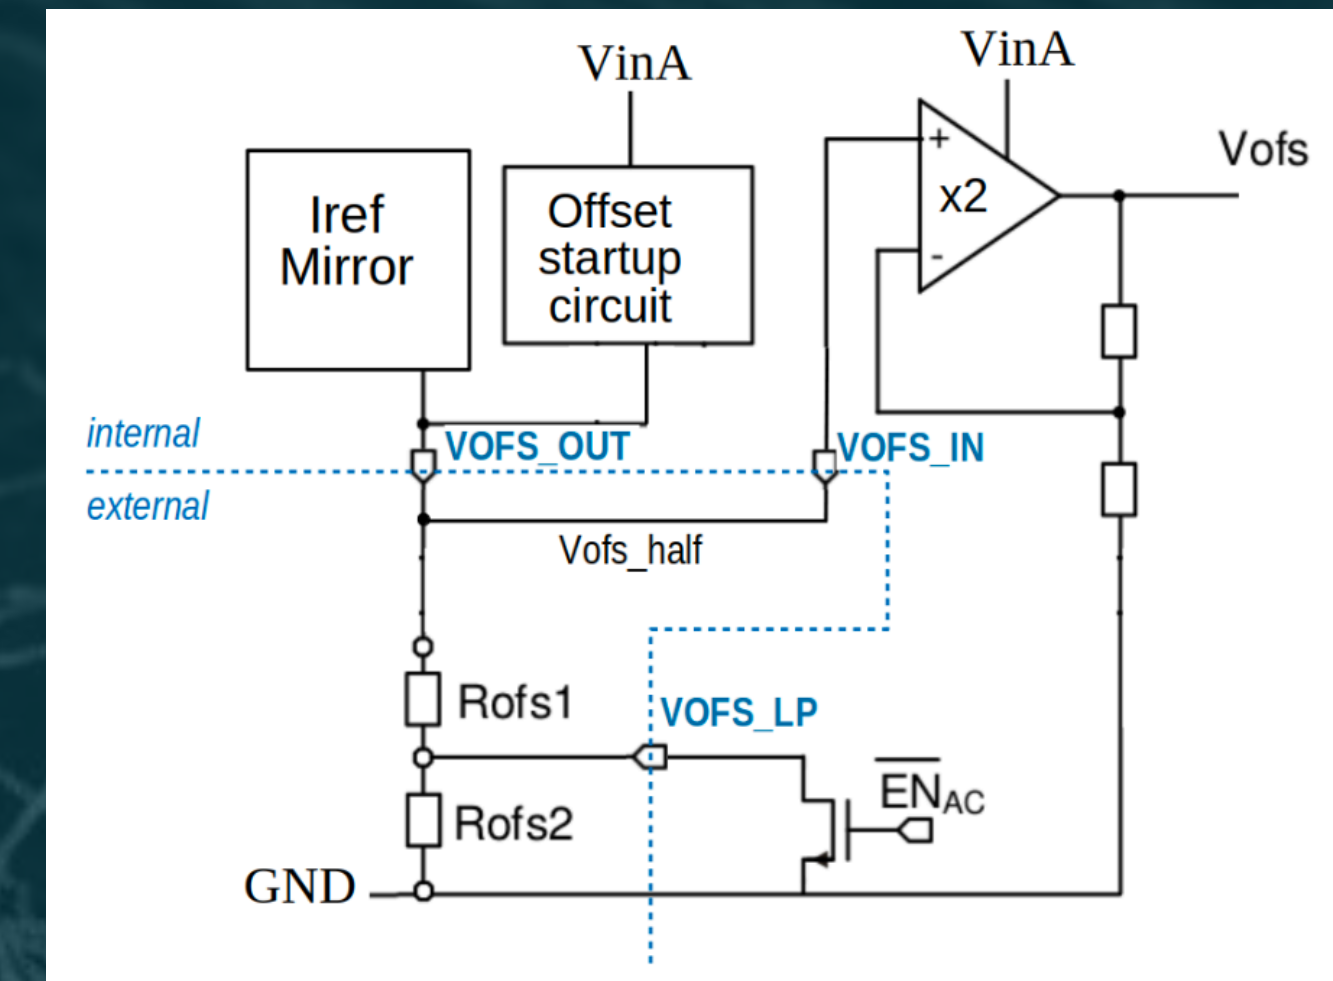 VinA
VinA
Vofs
+
x2
-
Iref
Mirror
Offset
startup
circuit
internal
VOFS_OUT
VOFS_IN
external
Vofs_half
Rofs1
VOFS_LP
ENAC
Rofs2
GND